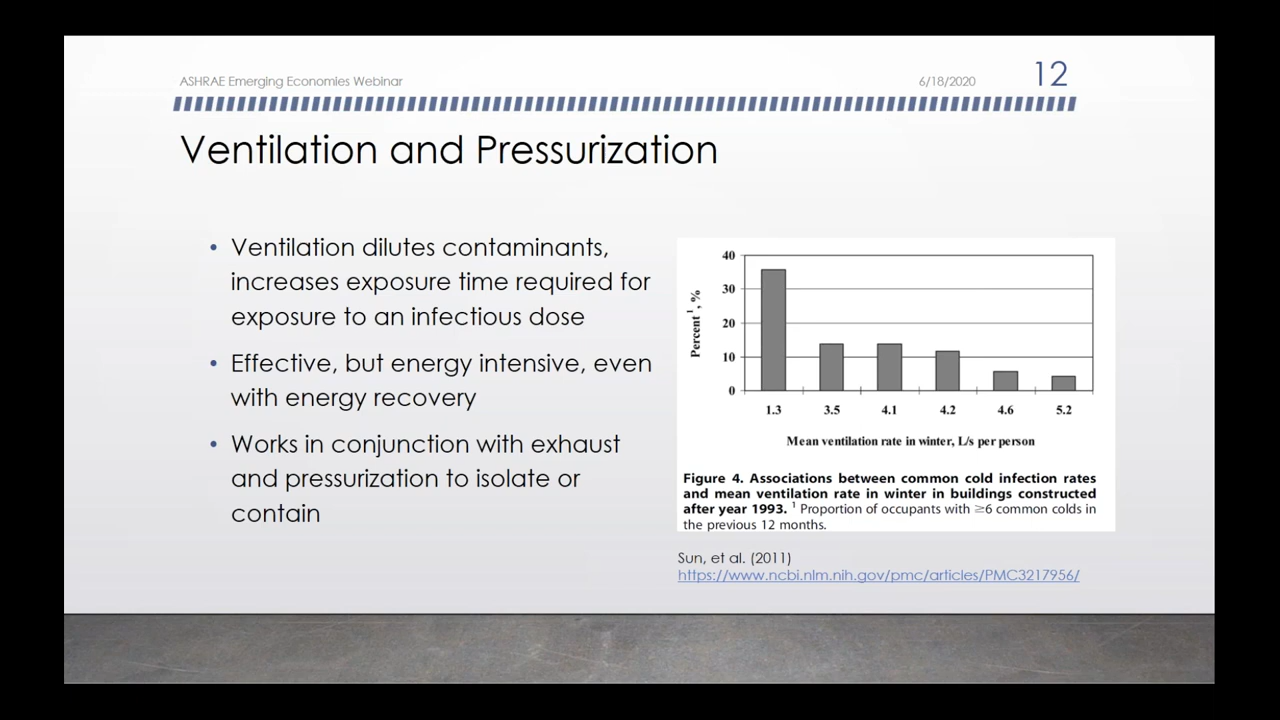 ASHRAE Emerging Economies Webinar
6/18/2020
12
Ventilation and Pressurization
• Ventilation dilutes contaminants,
increases exposure time required for
exposure to an infectious dose
• Effective, but energy intensive, even
with energy recovery
• Works in conjunction with exhaust
and pressurization to isolate or
contain
Percent ¹, %
40
30
20
10
0
1.3 3.5 4.1 4.2 4.6 5.2
Mean ventilation rate in winter, L/s per person
Figure 4. Associations between common cold infection rates
and mean ventilation rate in winter in buildings constructed
after year 1993. ¹ Proportion of occupants with ≥6 common colds in
the previous 12 months.
Sun, et al. (2011)
https://www.ncbi.nlm.nih.gov/pmc/articles/PMC3217956/